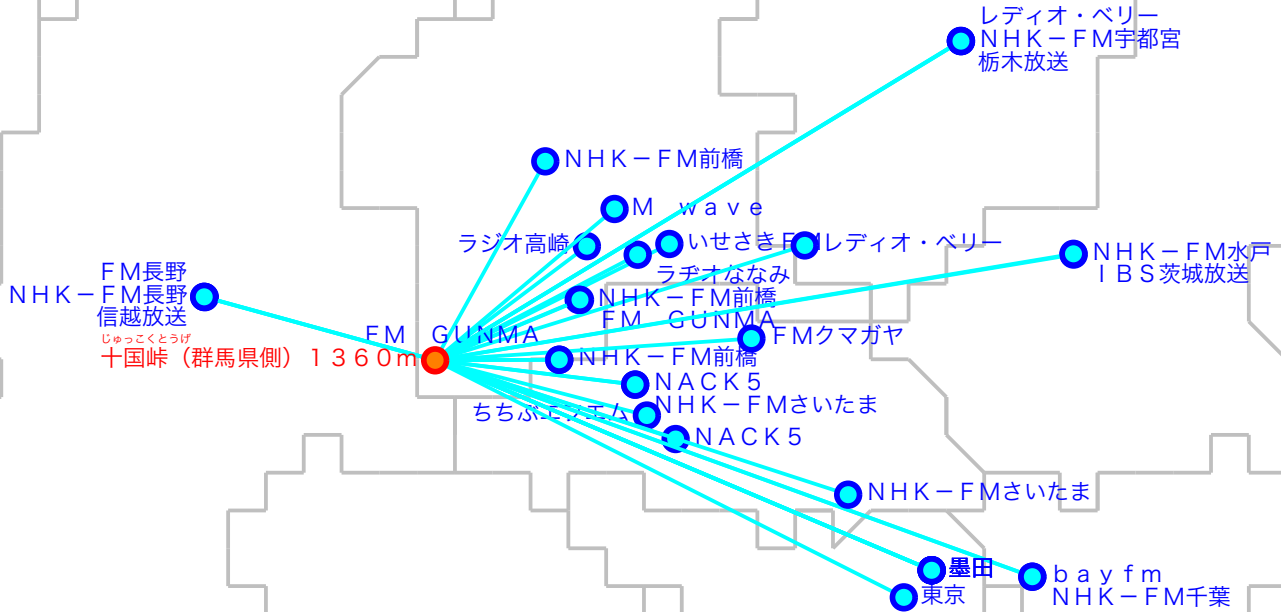 レディオ・ベリー
ＮＨＫ－ＦＭ宇都宮
栃木放送
ＮＨＫ－ＦＭ前橋
Ｍ　ｗａｖｅ
ラジオ高崎
いせさきＦＭ
レディオ・ベリー
ＮＨＫ－ＦＭ水戸
ＩＢＳ茨城放送
ラヂオななみ
ＦＭ長野
ＮＨＫ－ＦＭ長野
信越放送
ＮＨＫ－ＦＭ前橋
ＦＭ　ＧＵＮＭＡ
ＦＭ　ＧＵＮＭＡ
ＦＭクマガヤ
じゅっこくとうげ
十国峠（群馬県側）１３６０ｍ
ＮＨＫ－ＦＭ前橋
ＮＡＣＫ５
ちちぶエフエム
ＮＨＫ－ＦＭさいたま
ＮＡＣＫ５
ＮＨＫ－ＦＭさいたま
墨田
ｂａｙｆｍ
ＮＨＫ－ＦＭ千葉
東京